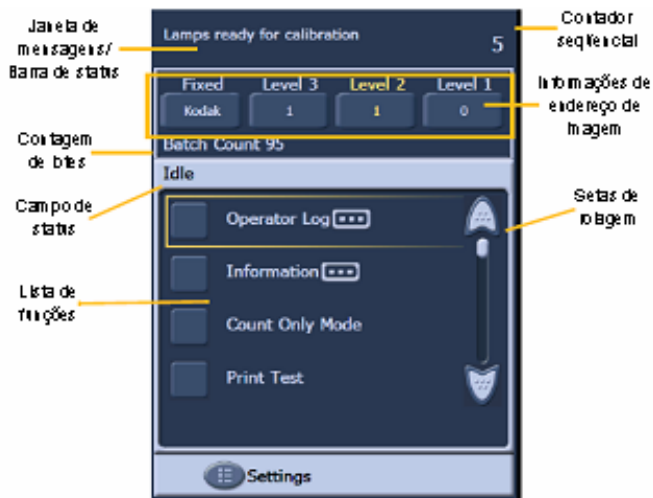 Janela de
mensagens/
Barra de status
Lamps ready for calibration
5
Contador
seqüencial
Fixed
Level 3
Level 2
Level 1
Kodak
1
1
0
Informações de
endereço de
imagem
Batch Count 95
Contagem
de lotes
Idle
Campo de
status
Operator Log
Setas de
rolagem
Information
Lista de
funções
Count Only Mode
Print Test
Settings